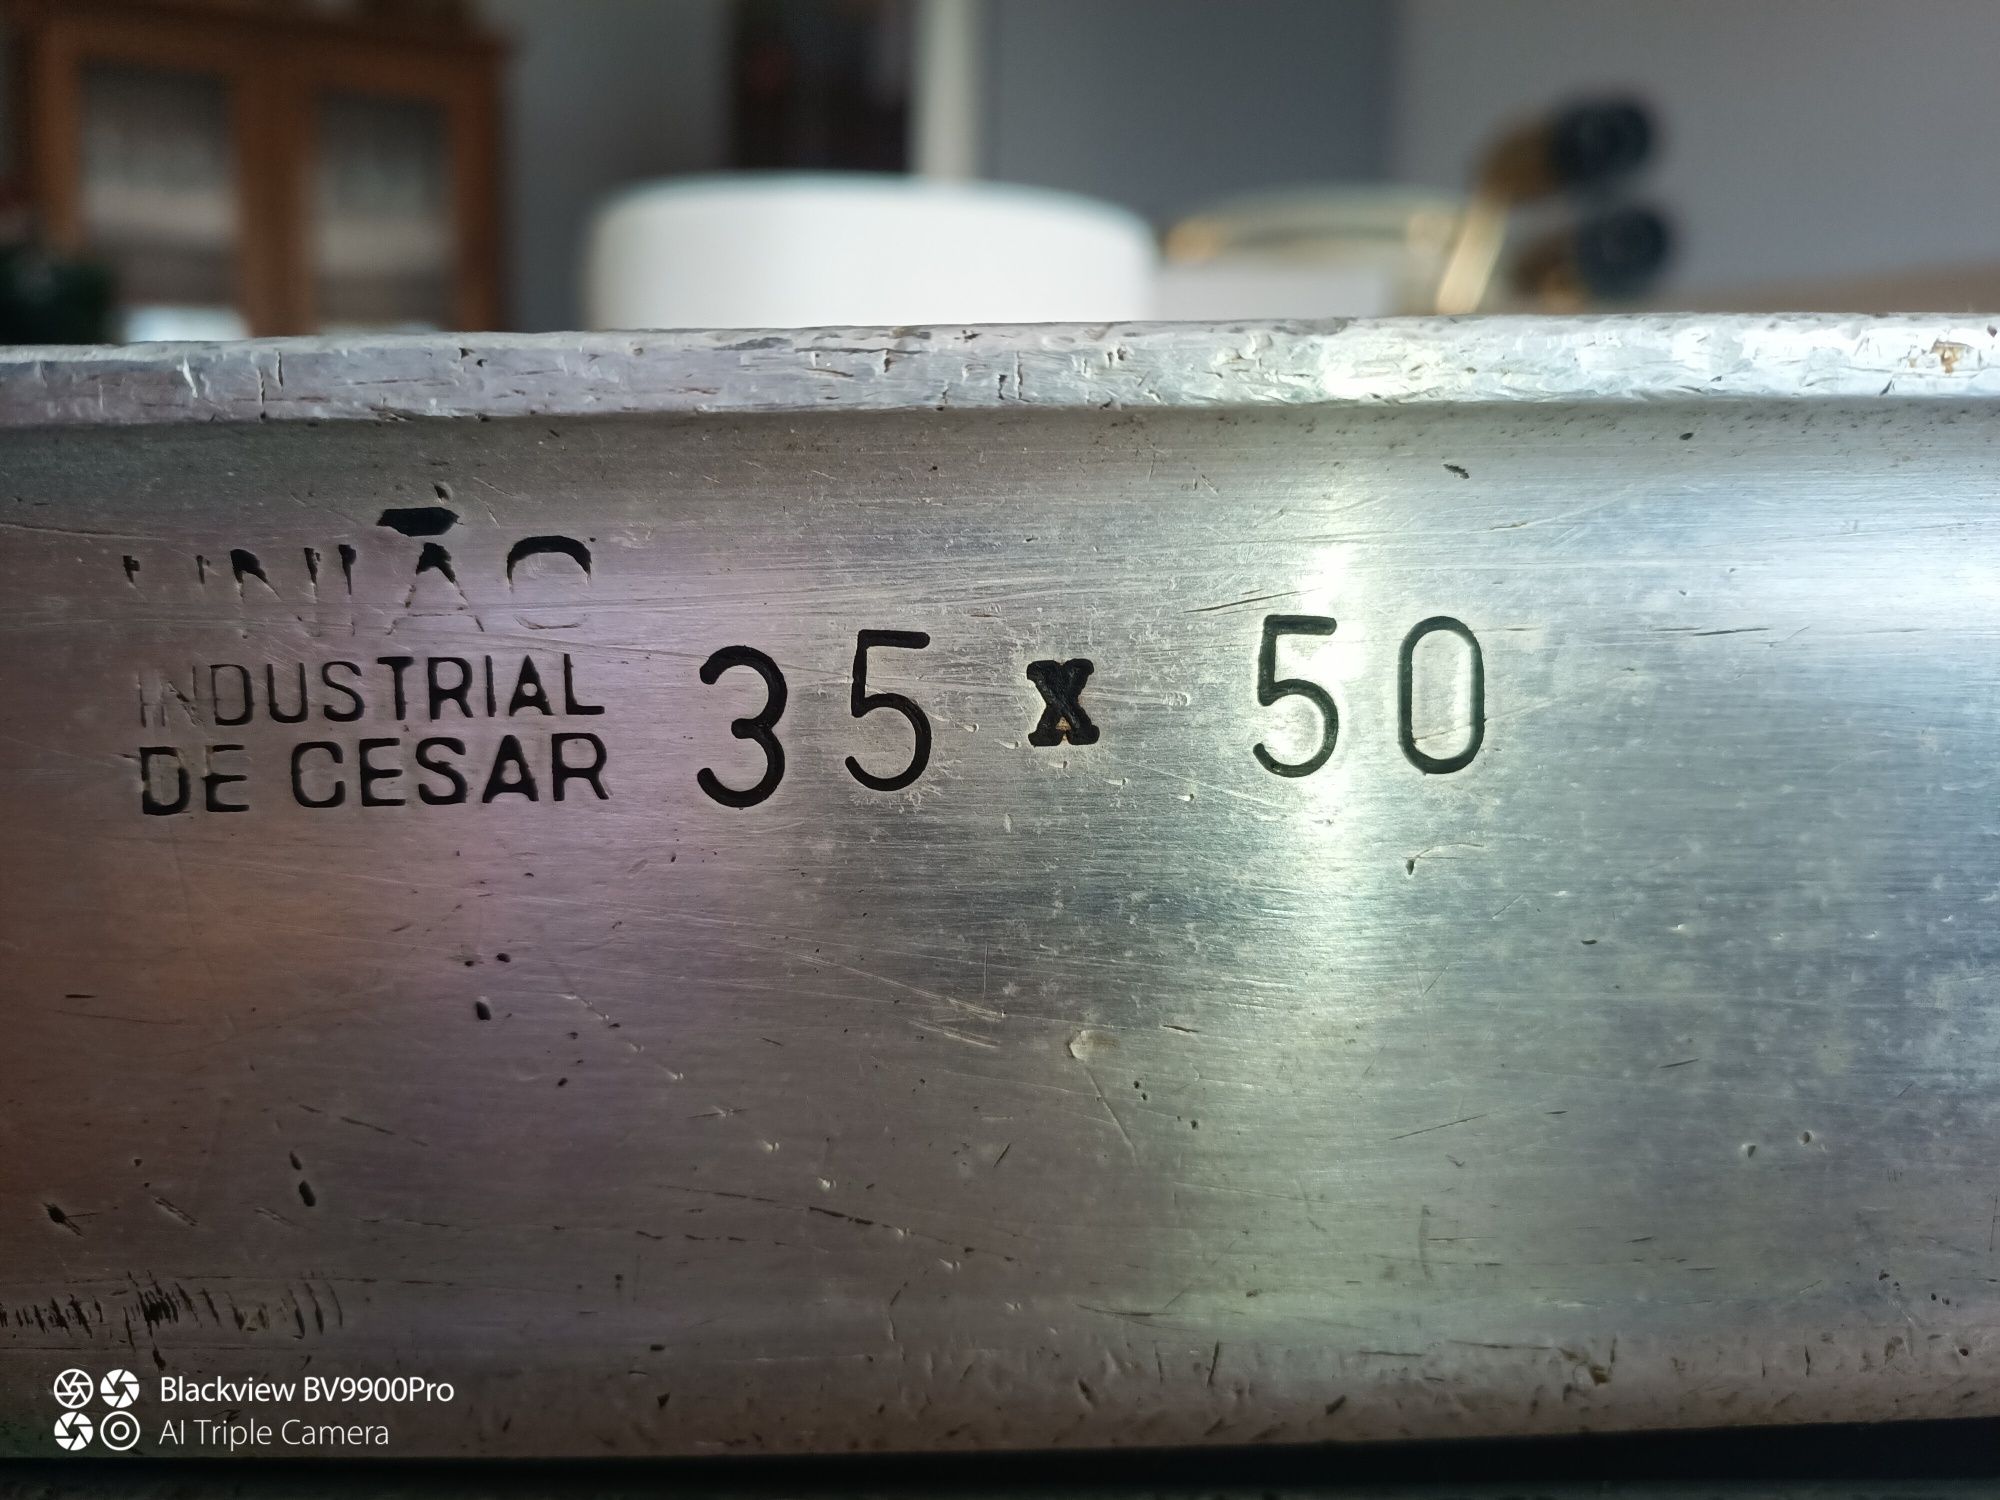 UNIÃO
INDUSTRIAL
DE CESAR
35 x 50
Blackview BV9900Pro
AI Triple Camera